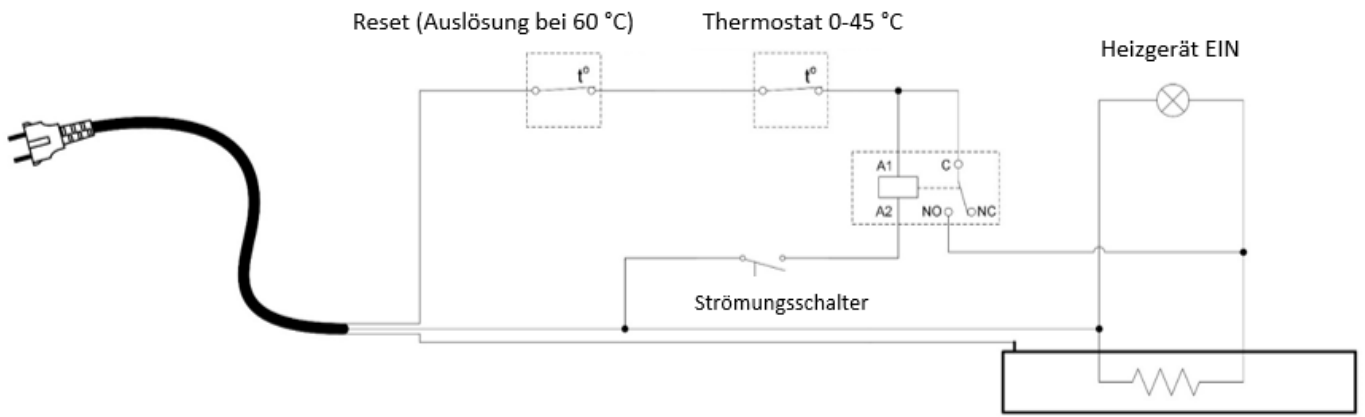 Reset (Auslösung bei 60 °C)
Thermostat 0-45 °C
Heizgerät EIN
t°
t°
A1
C
A2
NO
NC
Strömungsschalter